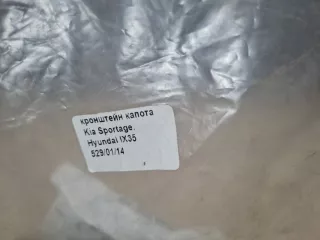 кронштейн капота
Kia Sportage,
Hyundai IX35
529/01/14